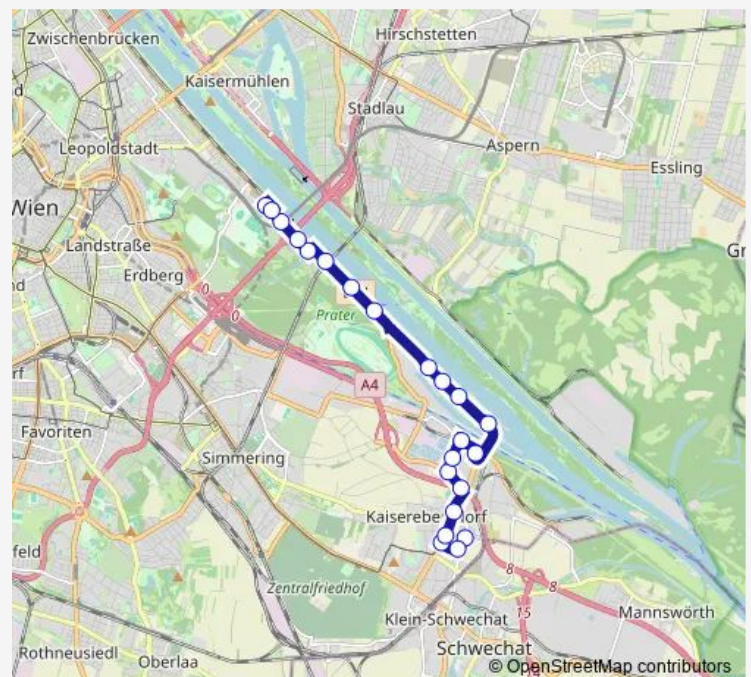 Zwischenbrücken
Hirschstetten
Kaisermühlen
Stadlau
Leopoldstadt
Aspern
Essling
Wien
Landstraße
Erdberg
Prater
A4
Favoriten
Simmering
Kaiserebersdorf
Zentralfriedhof
8
8
15
Mannswörth
Klein-Schwechat
Schwechat
Rothneusiedl
Oberlaa
© OpenStreetMap contributors